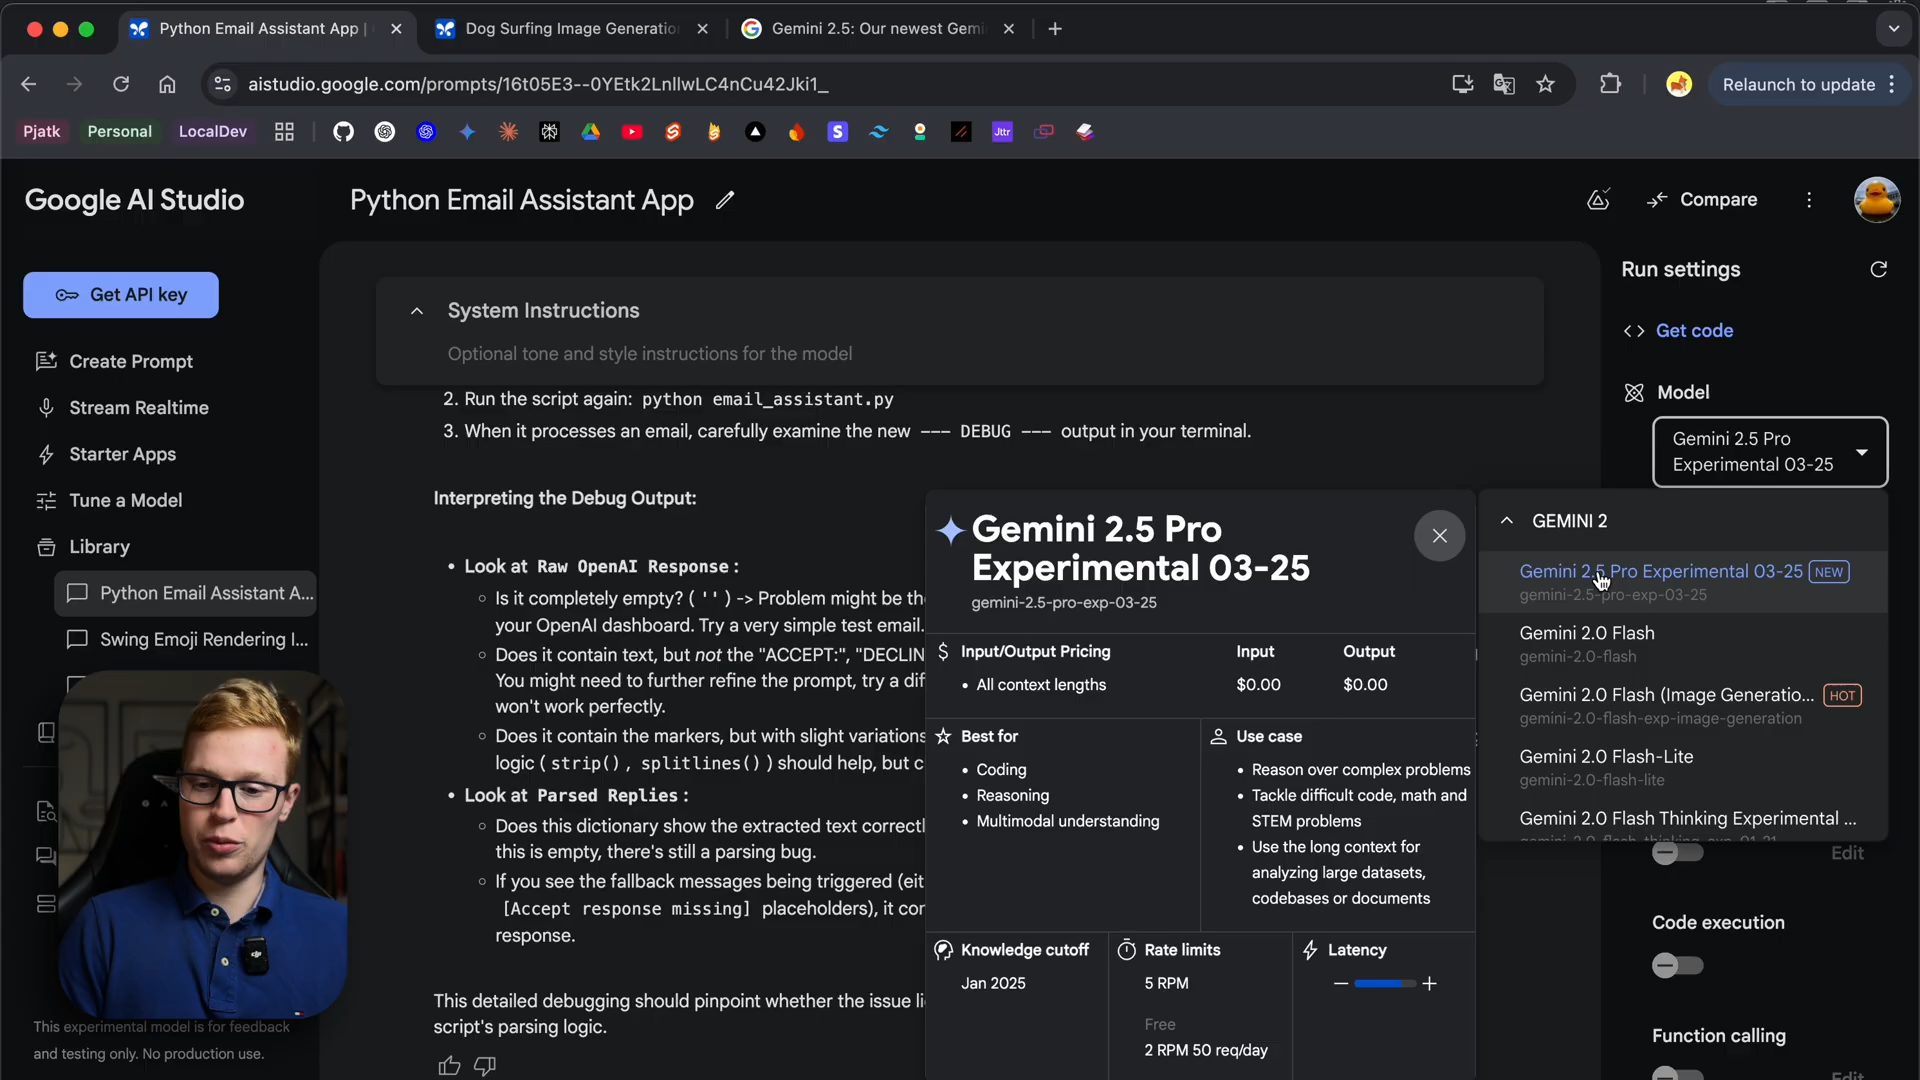 Python Email Assistant App |
Dog Surfing Image Generatio
Gemini 2.5: Our newest Gemi
aistudio.google.com/prompts/16t05E3--0YEtk2LnllwLC4nCu42Jki1_
Relaunch to update
Pjatk
Personal
LocalDev
S
Jttr
Google AI Studio
Python Email Assistant App
Compare
Get API key
Create Prompt
Stream Realtime
Starter Apps
Tune a Model
Library
Python Email Assistant A...
Swing Emoji Rendering I...
This experimental model is for feedback
and testing only. No production use.
System Instructions
Optional tone and style instructions for the model
2. Run the script again: python email_assistant.py
3. When it processes an email, carefully examine the new --- DEBUG --- output in your terminal.
Interpreting the Debug Output:
• Look at Raw OpenAI Response:
Is it completely empty? ( '' ) -> Problem might be the
your OpenAI dashboard. Try a very simple test email.
Does it contain text, but not the "ACCEPT:", "DECLIN
You might need to further refine the prompt, try a dif
won't work perfectly.
Does it contain the markers, but with slight variations
logic ( strip(), splitlines() ) should help, but c
• Look at Parsed Replies:
Does this dictionary show the extracted text correctl
this is empty, there's still a parsing bug.
If you see the fallback messages being triggered (eit
[Accept response missing] placeholders), it cor
response.
This detailed debugging should pinpoint whether the issue li
script's parsing logic.
Gemini 2.5 Pro
Experimental 03-25
gemini-2.5-pro-exp-03-25
Input/Output Pricing Input Output
• All context lengths $0.00 $0.00
Best for
• Coding
• Reasoning
• Multimodal understanding
Use case
• Reason over complex problems
• Tackle difficult code, math and
STEM problems
• Use the long context for
analyzing large datasets,
codebases or documents
Knowledge cutoff
Jan 2025
Rate limits
5 RPM
Free
2 RPM 50 req/day
Latency
Run settings
Get code
Model
Gemini 2.5 Pro
Experimental 03-25
GEMINI 2
Gemini 2.5 Pro Experimental 03-25 NEW
gemini-2.5-pro-exp-03-25
Gemini 2.0 Flash
gemini-2.0-flash
Gemini 2.0 Flash (Image Generatio... HOT
gemini-2.0-flash-exp-image-generation
Gemini 2.0 Flash-Lite
gemini-2.0-flash-lite
Gemini 2.0 Flash Thinking Experimental ...
gemini-2.0-flash-thinking-exp-01-21
Edit
Code execution
Function calling
Edit